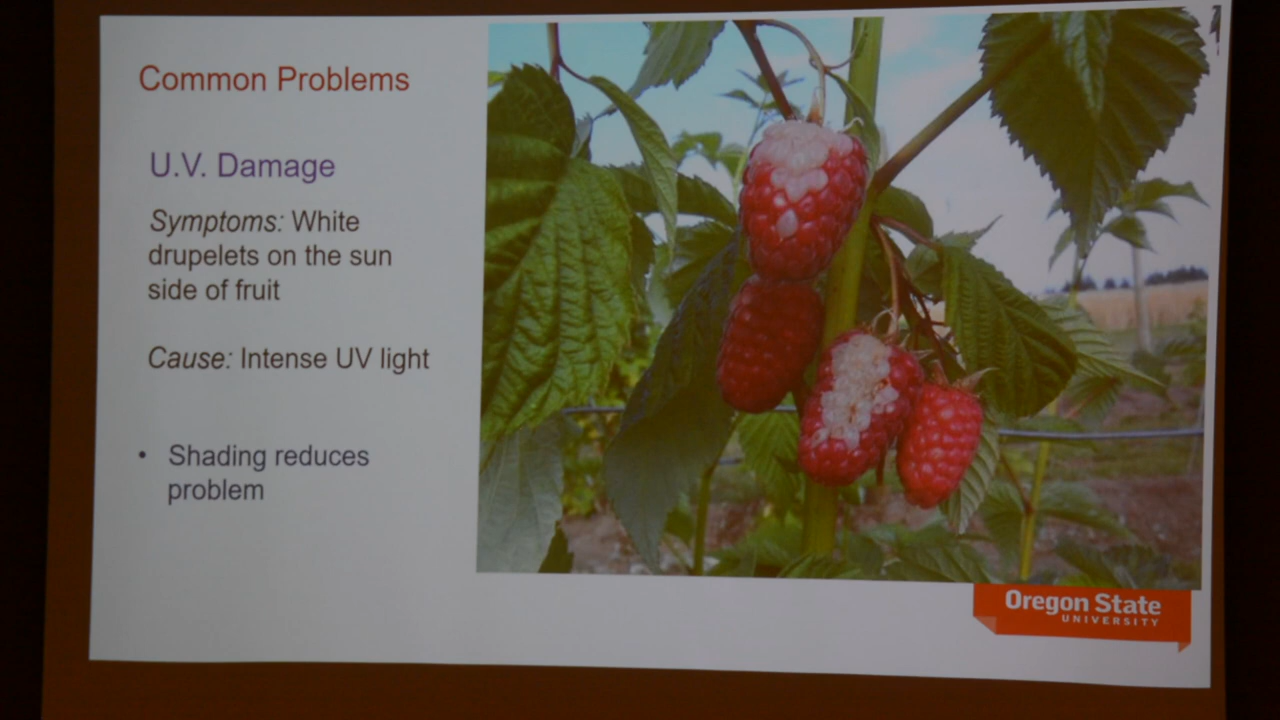 Common Problems
U.V. Damage
Symptoms: White
drupelets on the sun
side of fruit
Cause: Intense UV light
• Shading reduces
problem
Oregon State
UNIVERSITY